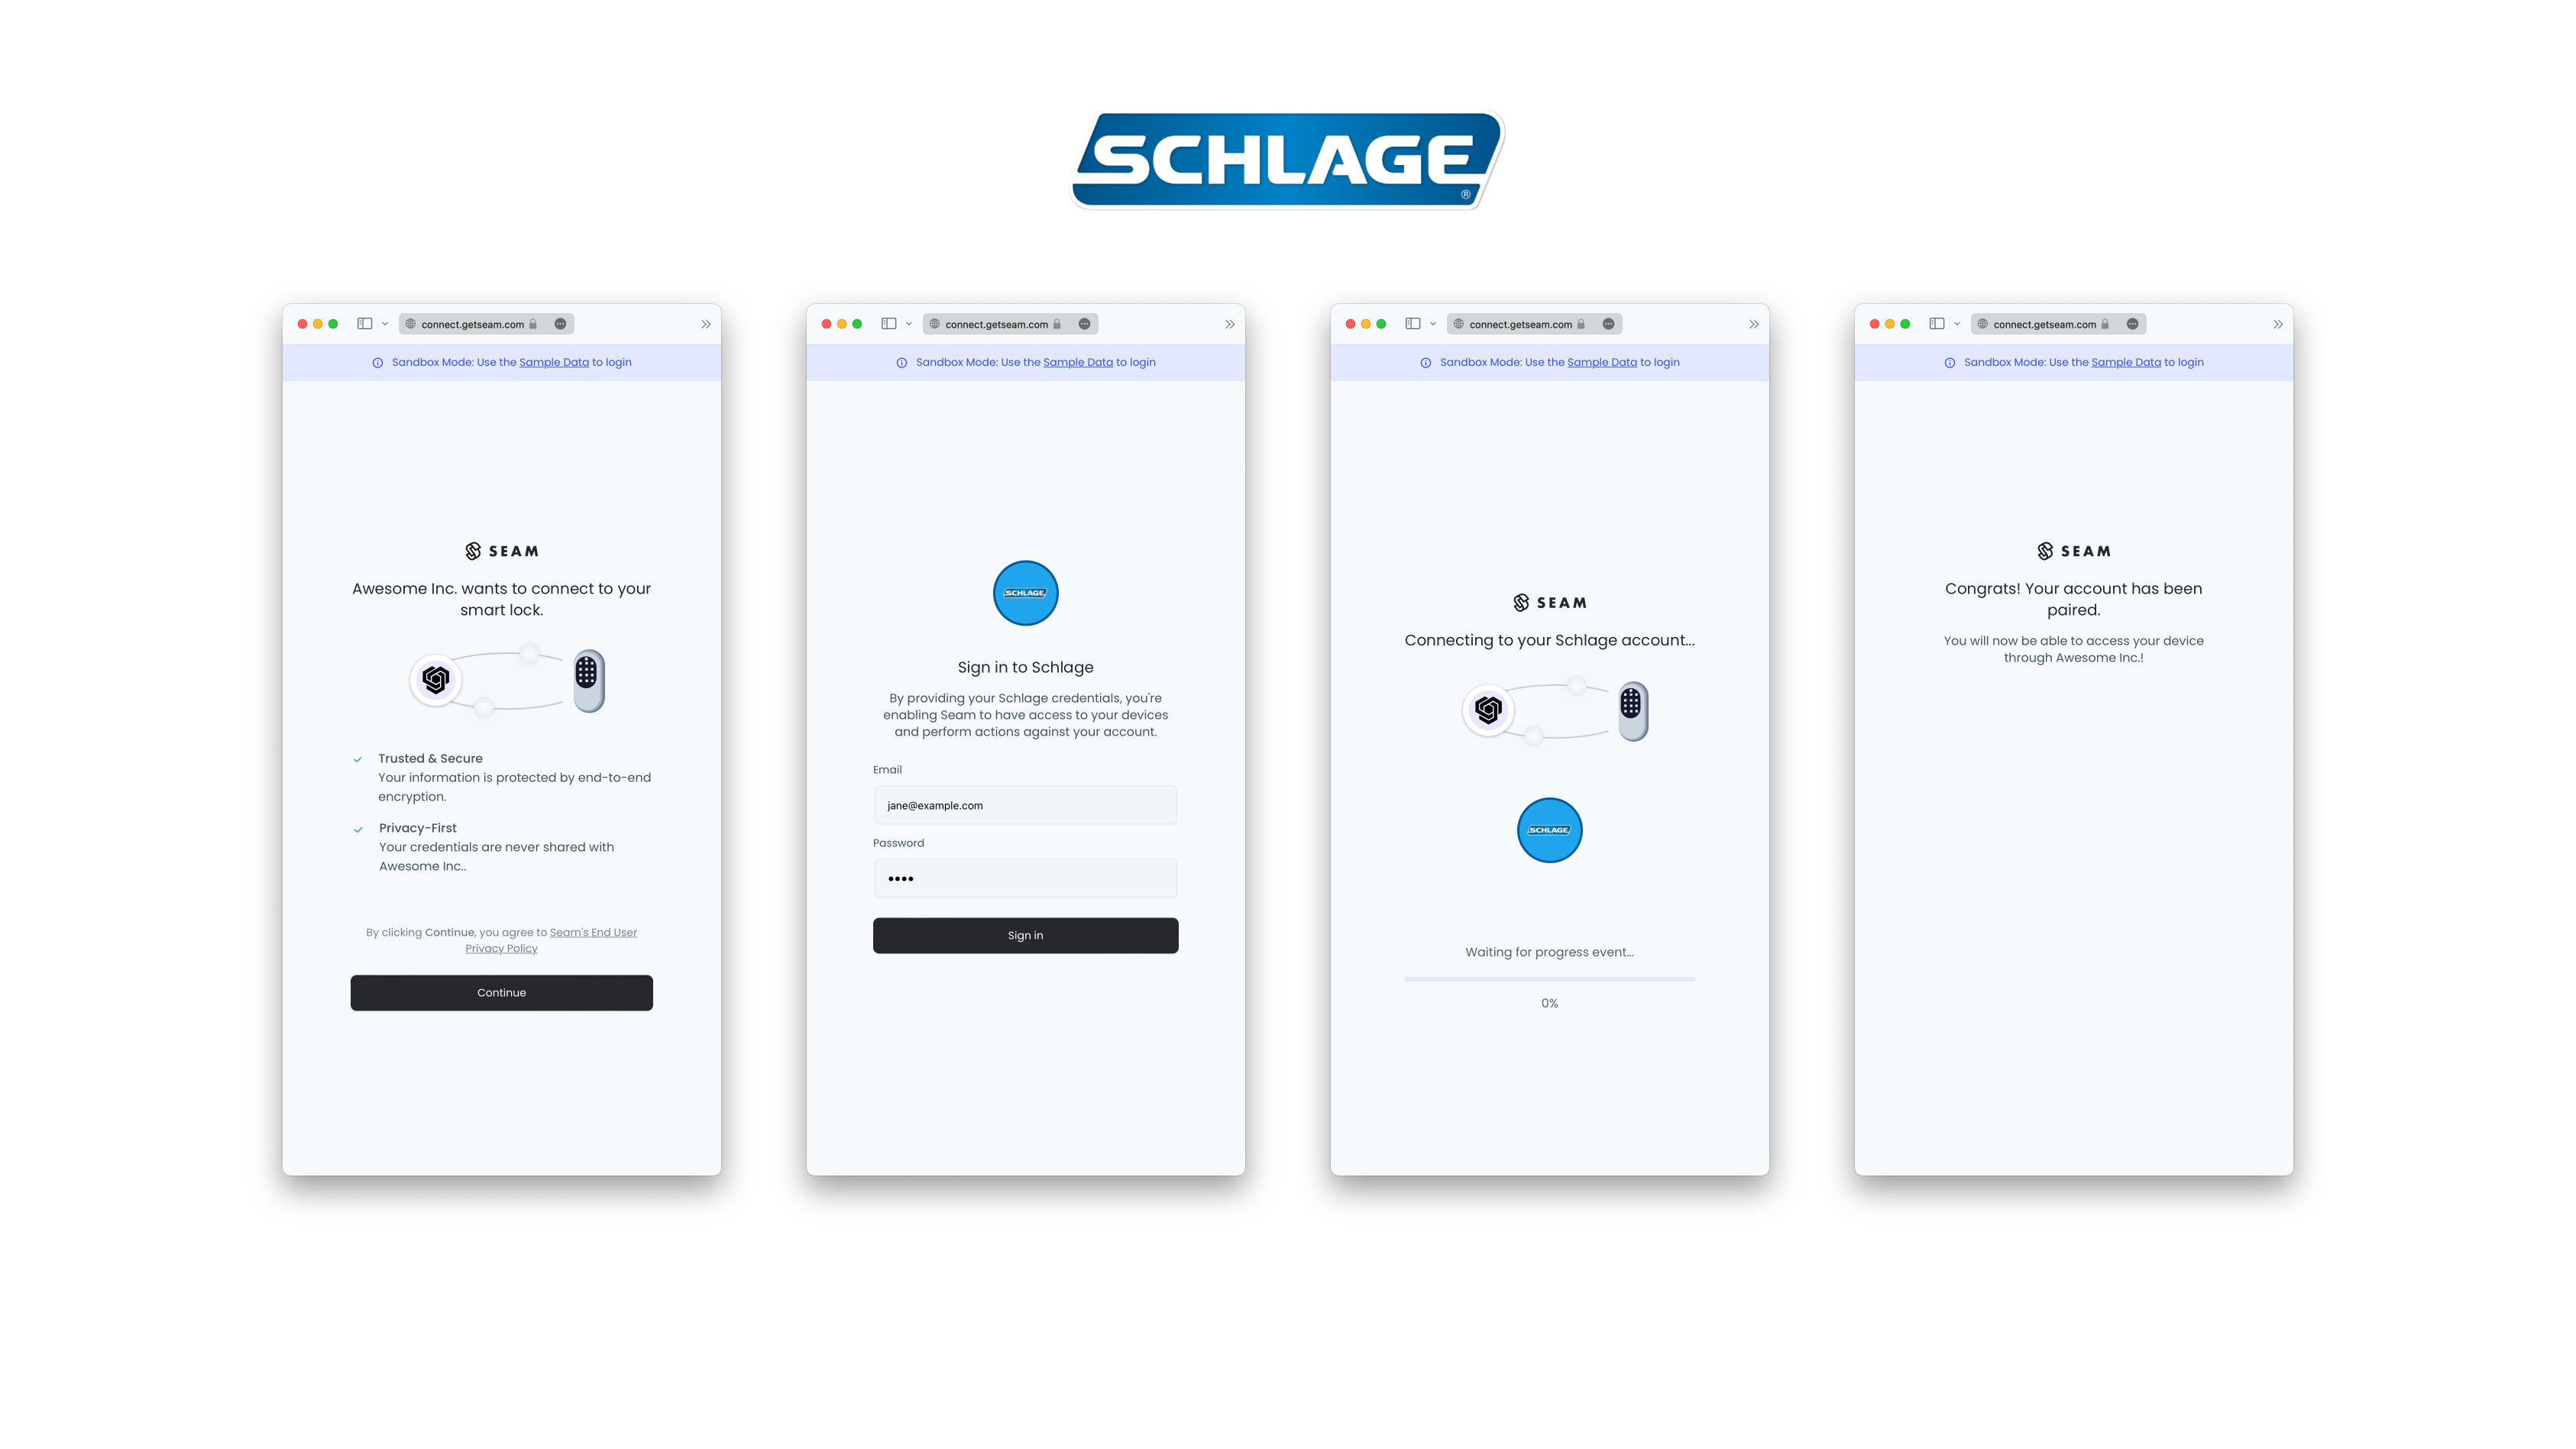 SCHLAGE
®
connect.getseam.com
Sandbox Mode: Use the Sample Data to login
SEAM
Awesome Inc. wants to connect to your
smart lock.
Trusted & Secure
Your information is protected by end-to-end
encryption.
Privacy-First
Your credentials are never shared with
Awesome Inc..
By clicking Continue, you agree to Seam's End User
Privacy Policy
Continue
connect.getseam.com
Sandbox Mode: Use the Sample Data to login
SCHLAGE
Sign in to Schlage
By providing your Schlage credentials, you're
enabling Seam to have access to your devices
and perform actions against your account.
Email
jane@example.com
Password
Sign in
connect.getseam.com
Sandbox Mode: Use the Sample Data to login
SEAM
Connecting to your Schlage account...
SCHLAGE
Waiting for progress event...
0%
connect.getseam.com
Sandbox Mode: Use the Sample Data to login
SEAM
Congrats! Your account has been
paired.
You will now be able to access your device
through Awesome Inc.!